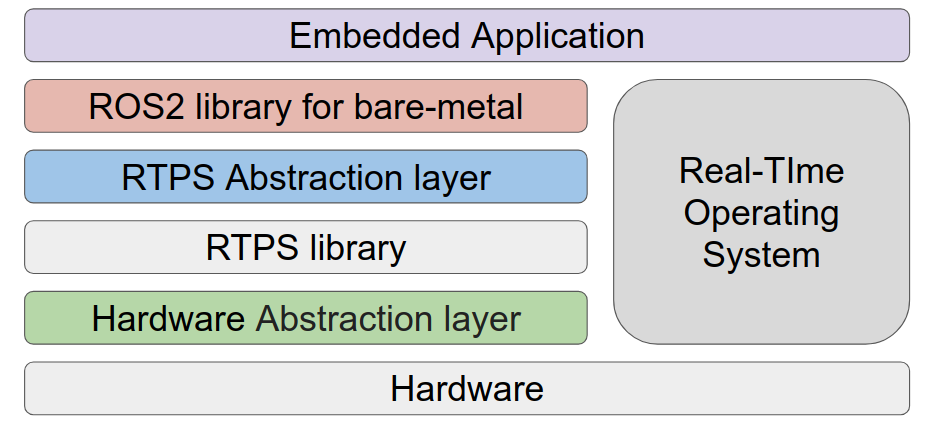 Embedded Application
ROS2 library for bare-metal
RTPS Abstraction layer
RTPS library
Hardware Abstraction layer
Real-TIme
Operating
System
Hardware